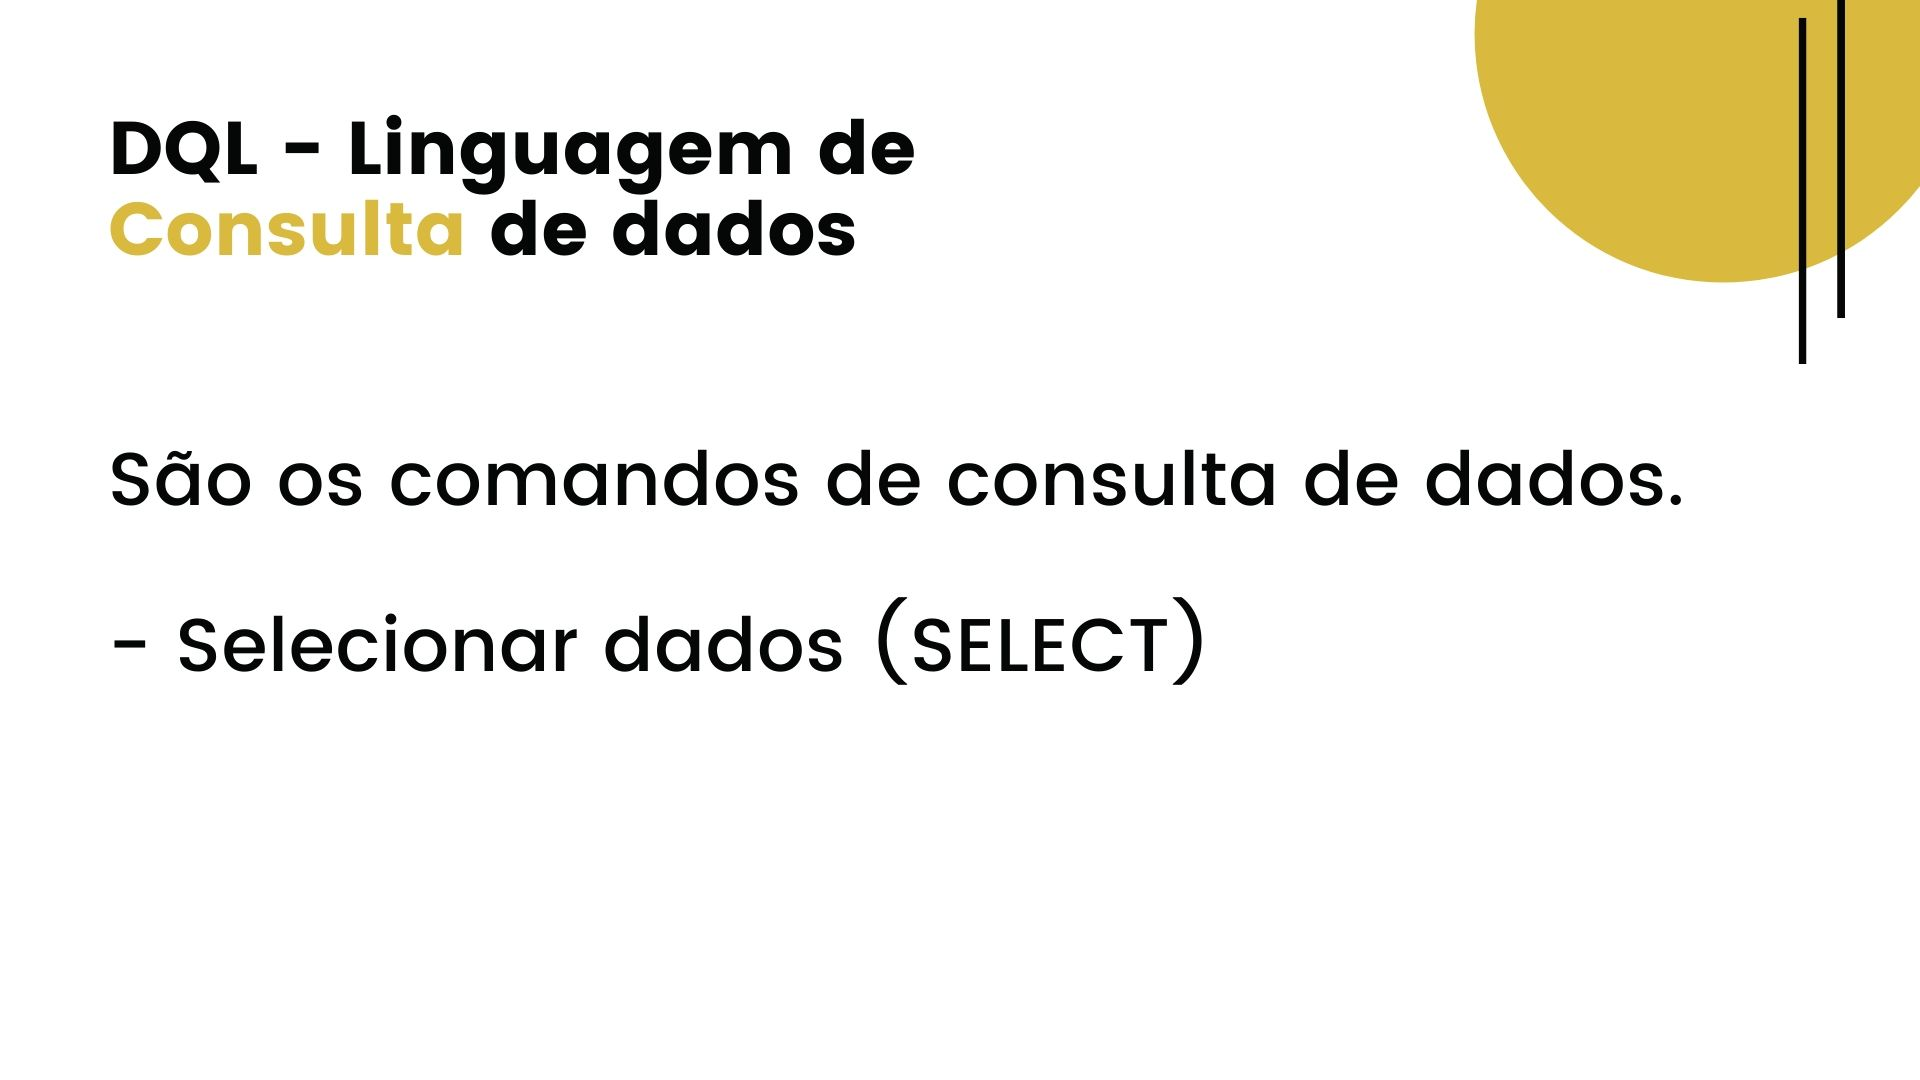 DQL - Linguagem de
Consulta de dados
São os comandos de consulta de dados.
- Selecionar dados (SELECT)